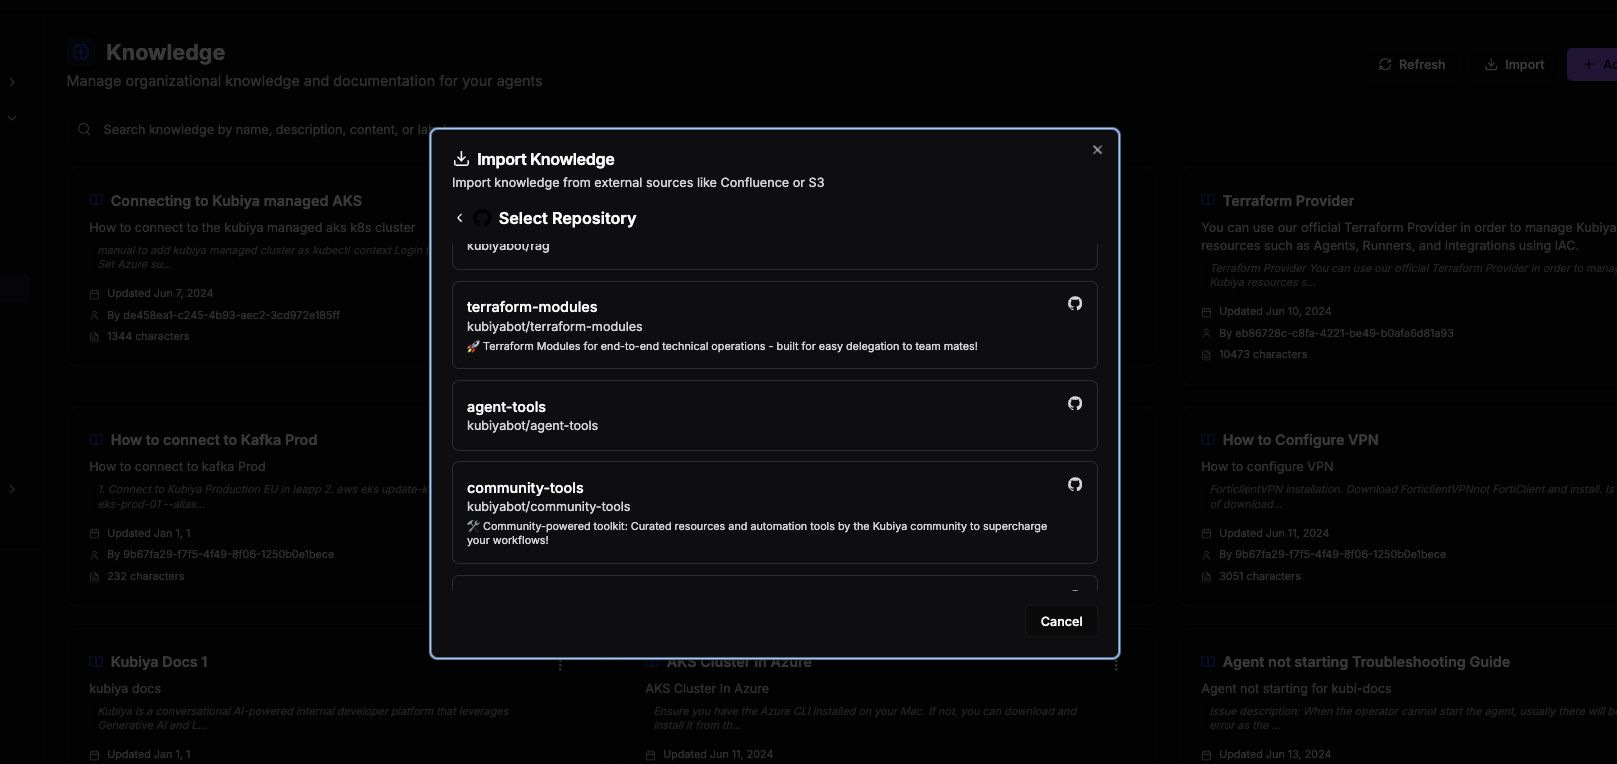 Knowledge
Manage organizational knowledge and documentation for your agents
Refresh
Import
Search knowledge by name, description, content, or
Import Knowledge
Import knowledge from external sources like Confluence or S3
Select Repository
kubiyabot/rag
terraform-modules
kubiyabot/terraform-modules
🚀 Terraform Modules for end-to-end technical operations - built for easy delegation to team mates!
agent-tools
kubiyabot/agent-tools
community-tools
kubiyabot/community-tools
🛠 Community-powered toolkit: Curated resources and automation tools by the Kubiya community to supercharge
your workflows!
Cancel
Connecting to Kubiya managed AKS
How to connect to the kubiya managed aks k8s cluster
manual to add kubiya managed cluster as kubectl context Login
Set Azure su...
Updated Jun 7, 2024
By de458ea1-c245-4b93-aec2-3cd972e185ff
1344 characters
Terraform Provider
You can use our official Terraform Provider in order to manage Kubiya
resources such as Agents, Runners, and Integrations using IAC.
Terraform Provider You can use our official Terraform Provider in order to
Kubiya resources s...
Updated Jun 10, 2024
By eb86728c-c8fa-4221-be49-b0afa6d81a93
10473 characters
How to connect to Kafka Prod
How to connect to kafka Prod
1. Connect to Kubiya Production EU in leapp 2. aws eks
eks-prod-01 --alias...
Updated Jan 1, 1
By 9b67fa29-f7f5-4f49-8f06-1250b0e1bece
232 characters
How to Configure VPN
How to configure VPN
ForticlientVPN installation. Download ForticlientVPNnot FortiClient and install. Is
of download...
Updated Jun 11, 2024
By 9b67fa29-f7f5-4f49-8f06-1250b0e1bece
3051 characters
Kubiya Docs 1
kubiya docs
Kubiya is a conversational AI-powered internal developer platform that leverages
Generative AI and L...
Updated Jan 1, 1
AKS Cluster In Azure
AKS Cluster In Azure
Ensure you have the Azure CLI installed on your Mac. If not, you can download and
install it from th...
Updated Jun 11, 2024
Agent not starting Troubleshooting Guide
Agent not starting for kubi-docs
Issue description: When the operator cannot start the agent, usually there will
error as the ...
Updated Jun 13, 2024